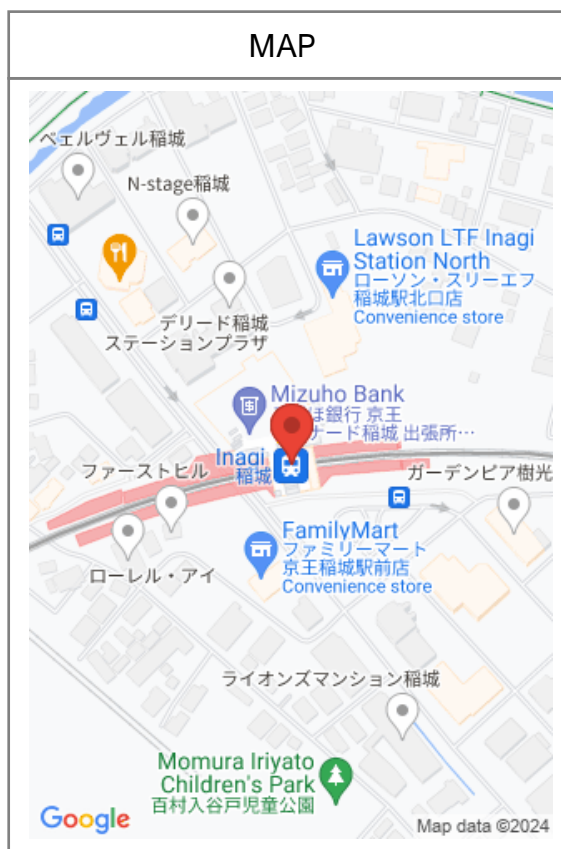 MAP
ベェルヴェル稲城
N-stage稲城
Lawson LTF Inagi
Station North
ローソン・スリーエフ
稲城駅北口店
Convenience store
デリード稲城
ステーションプラザ
Mizuho Bank
ほ銀行 京王
ナード稲城 出張所…
Inagi
稲城
ファーストヒル
ガーデンピア樹光
FamilyMart
ファミリーマート
京王稲城駅前店
Convenience store
ローレル・アイ
ライオンズマンション稲城
Momura Iriyato
Children's Park
百村入谷戸児童公園
Google
Map data ©2024